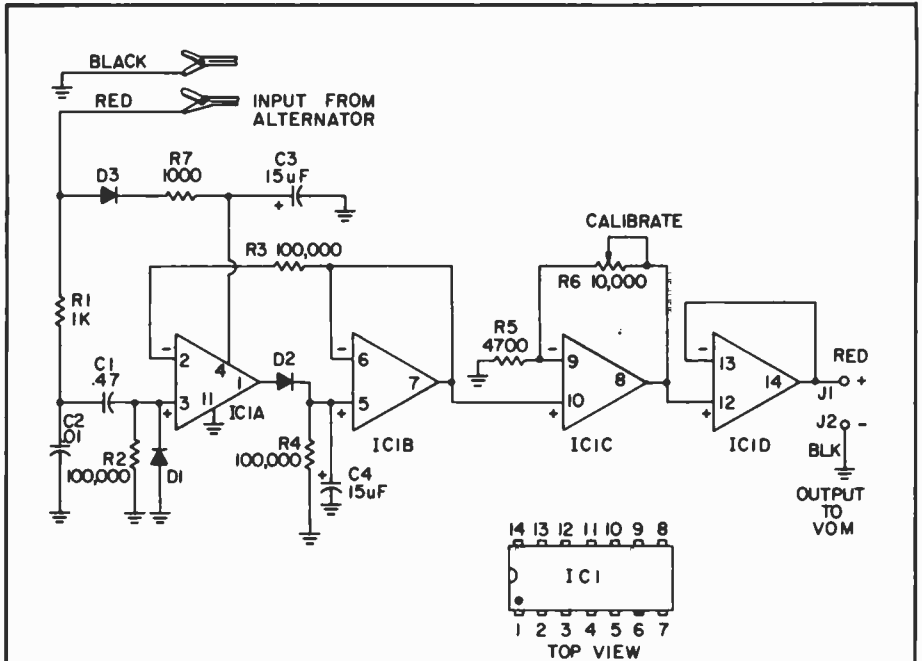 BLACK
RED
INPUT FROM
ALTERNATOR
D3
R7
1000
C3
15uF
+
R3 100,000
CALIBRATE
R6 10,000
R1
1K
R5
4700
C1
.47
-
2
4
1
D2
3
11
+
IC1A
-
6
7
5
+
IC1B
-
9
8
10
+
IC1C
-
13
14
12
+
IC1D
RED
J1 +
J2 -
BLK
C2
.01
R2
100,000
D1
R4
100,000
+
C4
15uF
OUTPUT
TO
VOM
14 13 12 11 10 9 8
IC1
1 2 3 4 5 6 7
TOP VIEW